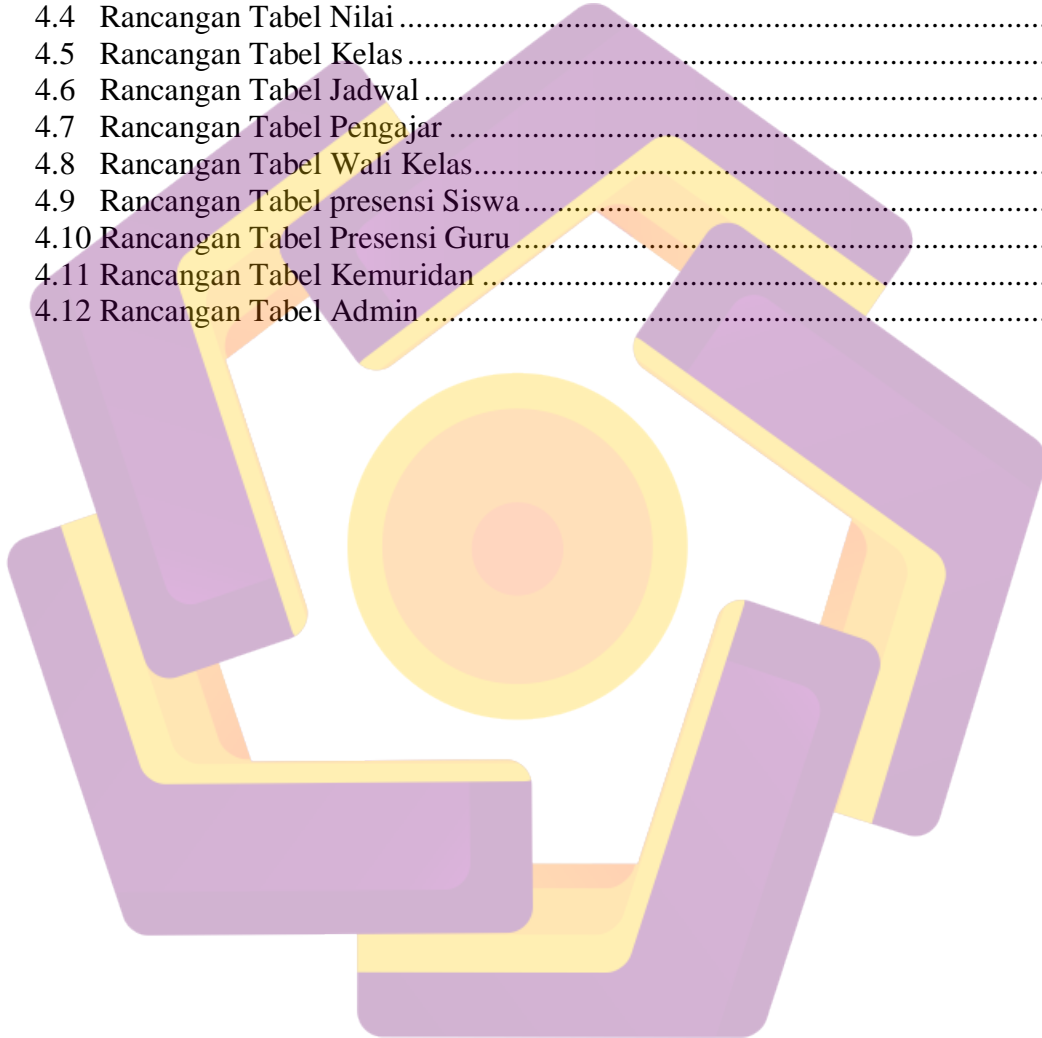 4.4 Rancangan Tabel Nilai ........................................................................
4.5 Rancangan Tabel Kelas .......................................................................
4.6 Rancangan Tabel Jadwal .....................................................................
4.7 Rancangan Tabel Pengajar ..................................................................
4.8 Rancangan Tabel Wali Kelas...............................................................
4.9 Rancangan Tabel presensi Siswa .........................................................
4.10 Rancangan Tabel Presensi Guru ..........................................................
4.11 Rancangan Tabel Kemuridan ..............................................................
4.12 Rancangan Tabel Admin .....................................................................